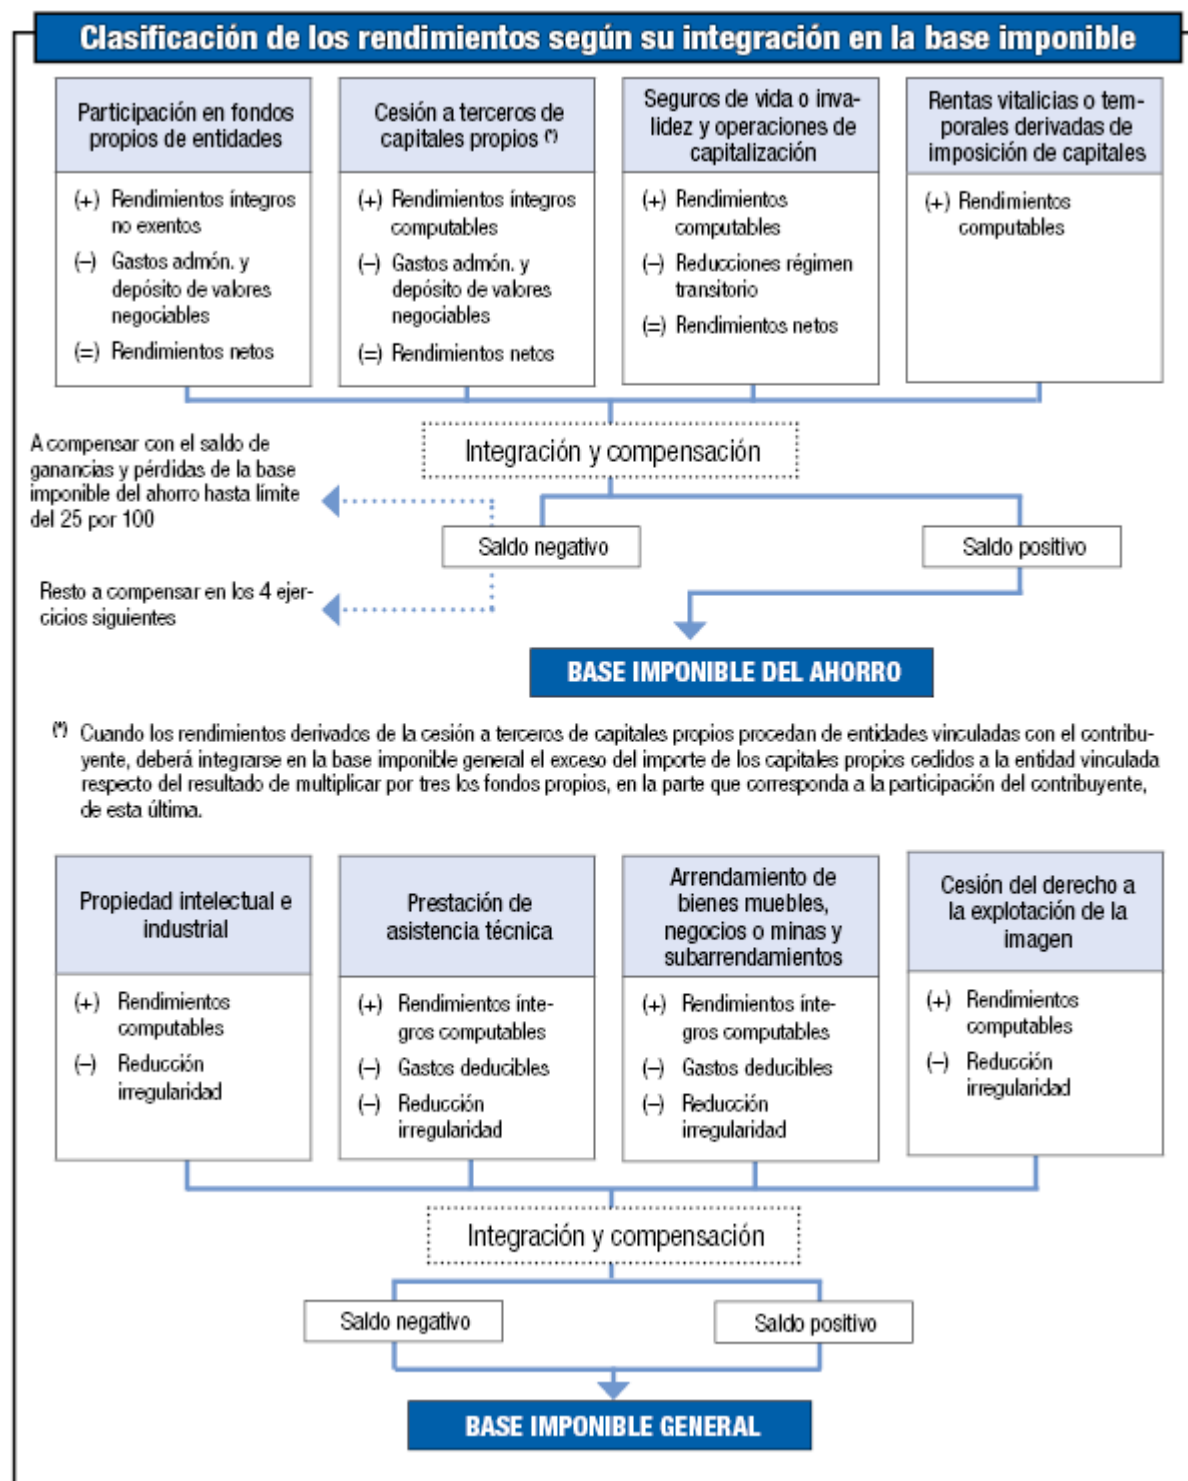 Clasificación de los rendimientos según su integración en la base imponible
Participación en fondos
propios de entidades
(+) Rendimientos íntegros
no exentos
(–) Gastos admón. y
depósito de valores
negociables
(=) Rendimientos netos
Cesión a terceros de
capitales propios (*)
(+) Rendimientos íntegros
computables
(–) Gastos admón. y
depósito de valores
negociables
(=) Rendimientos netos
Seguros de vida o inva-
lidez y operaciones de
capitalización
(+) Rendimientos
computables
(–) Reducciones régimen
transitorio
(=) Rendimientos netos
Rentas vitalicias o tem-
porales derivadas de
imposición de capitales
(+) Rendimientos
computables
Integración y compensación
A compensar con el saldo de
ganancias y pérdidas de la base
imponible del ahorro hasta límite
del 25 por 100
Saldo negativo
Saldo positivo
Resto a compensar en los 4 ejer-
cicios siguientes
BASE IMPONIBLE DEL AHORRO
(*) Cuando los rendimientos derivados de la cesión a terceros de capitales propios procedan de entidades vinculadas con el contribu-
yente, deberá integrarse en la base imponible general el exceso del importe de los capitales propios cedidos a la entidad vinculada
respecto del resultado de multiplicar por tres los fondos propios, en la parte que corresponda a la participación del contribuyente,
de esta última.
Propiedad intelectual e
industrial
(+) Rendimientos
computables
(–) Reducción
irregularidad
Prestación de
asistencia técnica
(+) Rendimientos ínte-
gros computables
(–) Gastos deducibles
(–) Reducción
irregularidad
Arrendamiento de
bienes muebles,
negocios o minas y
subarrendamientos
(+) Rendimientos ínte-
gros computables
(–) Gastos deducibles
(–) Reducción
irregularidad
Cesión del derecho a
la explotación de la
imagen
(+) Rendimientos
computables
(–) Reducción
irregularidad
Integración y compensación
Saldo negativo
Saldo positivo
BASE IMPONIBLE GENERAL